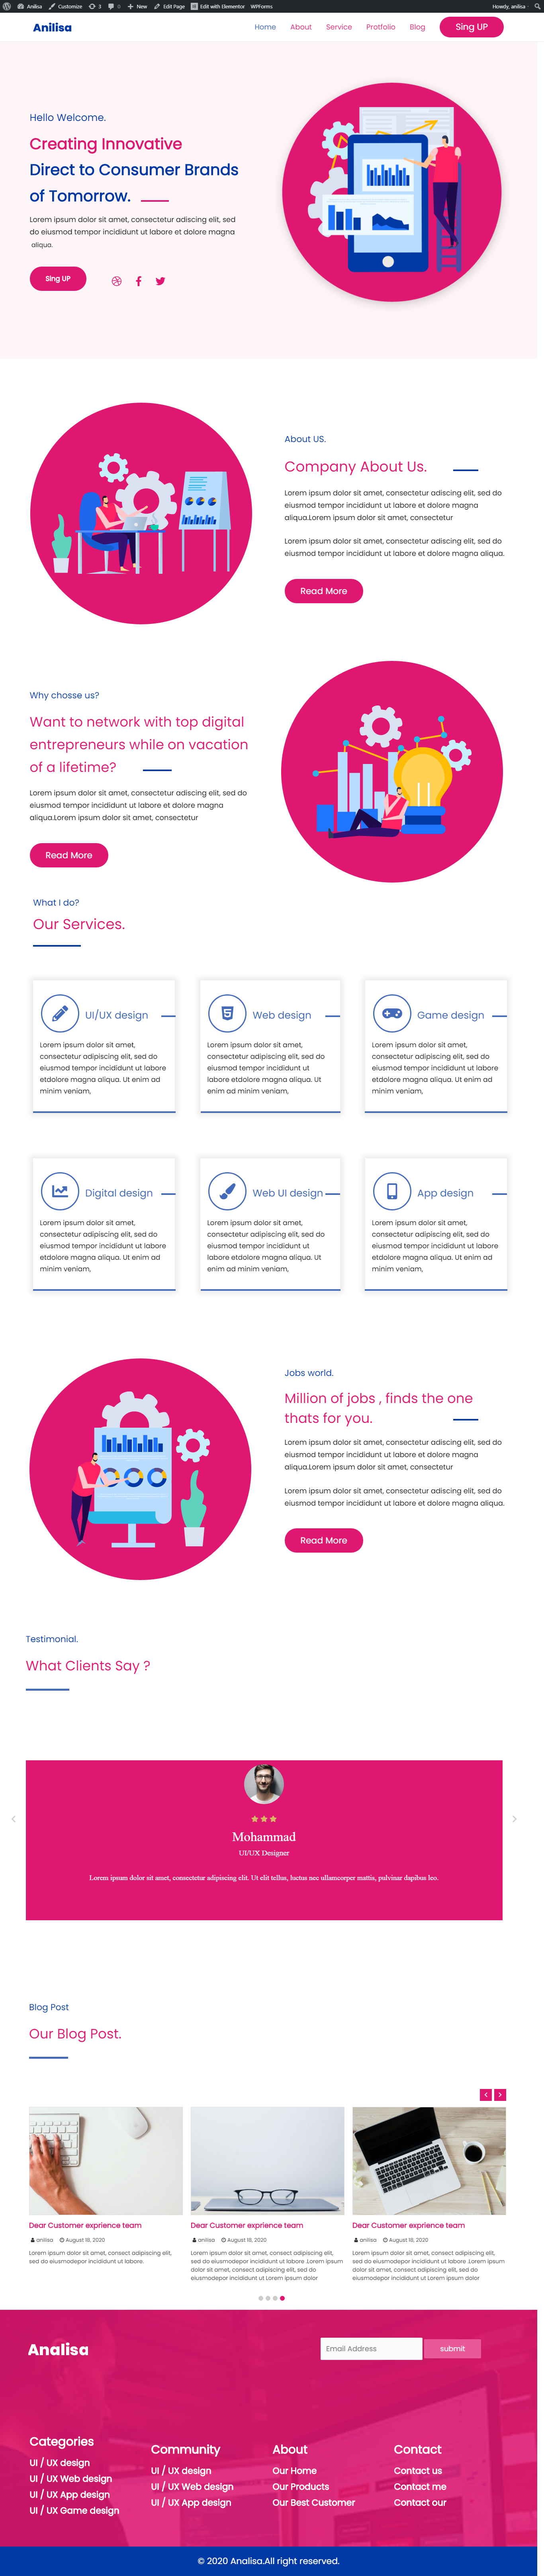 Anilisa Customize 3 0 New Edit Page Edit with Elementor WPForms Howdy, anilisa
Anilisa Home About Service Protfolio Blog Sing UP
Hello Welcome.
Creating Innovative
Direct to Consumer Brands
of Tomorrow.
Lorem ipsum dolor sit amet, consectetur adiscing elit, sed
do eiusmod tempor incididunt ut labore et dolore magna
aliqua.
Sing UP
About US.
Company About Us.
Lorem ipsum dolor sit amet, consectetur adiscing elit, sed do
eiusmod tempor incididunt ut labore et dolore magna
aliqua.Lorem ipsum dolor sit amet, consectetur
Lorem ipsum dolor sit amet, consectetur adiscing elit, sed do
eiusmod tempor incididunt ut labore et dolore magna aliqua.
Read More
Why chosse us?
Want to network with top digital
entrepreneurs while on vacation
of a lifetime?
Lorem ipsum dolor sit amet, consectetur adiscing elit, sed do
eiusmod tempor incididunt ut labore et dolore magna
aliqua.Lorem ipsum dolor sit amet, consectetur
Read More
What I do?
Our Services.
UI/UX design
Lorem ipsum dolor sit amet,
consectetur adipiscing elit, sed do
eiusmod tempor incididunt ut labore
etdolore magna aliqua. Ut enim ad
minim veniam,
Web design
Lorem ipsum dolor sit amet,
consectetur adipiscing elit, sed do
eiusmod tempor incididunt ut
labore etdolore magna aliqua. Ut
enim ad minim veniam,
Game design
Lorem ipsum dolor sit amet,
consectetur adipiscing elit, sed do
eiusmod tempor incididunt ut labore
etdolore magna aliqua. Ut enim ad
minim veniam,
Digital design
Lorem ipsum dolor sit amet,
consectetur adipiscing elit, sed do
eiusmod tempor incididunt ut labore
etdolore magna aliqua. Ut enim ad
minim veniam,
Web UI design
Lorem ipsum dolor sit amet,
consectetur adipiscing elit, sed do
eiusmod tempor incididunt ut
labore etdolore magna aliqua. Ut
enim ad minim veniam,
App design
Lorem ipsum dolor sit amet,
consectetur adipiscing elit, sed do
eiusmod tempor incididunt ut labore
etdolore magna aliqua. Ut enim ad
minim veniam,
Jobs world.
Million of jobs , finds the one
thats for you.
Lorem ipsum dolor sit amet, consectetur adiscing elit, sed do
eiusmod tempor incididunt ut labore et dolore magna
aliqua.Lorem ipsum dolor sit amet, consectetur
Lorem ipsum dolor sit amet, consectetur adiscing elit, sed do
eiusmod tempor incididunt ut labore et dolore magna aliqua.
Read More
Testimonial.
What Clients Say ?
Mohammad
UI/UX Designer
Lorem ipsum dolor sit amet, consectetur adipiscing elit. Ut elit tellus, luctus nec ullamcorper mattis, pulvinar dapibus leo.
Blog Post
Our Blog Post.
Dear Customer exprience team
anilisa August 18, 2020
Lorem ipsum dolor sit amet, consect adipiscing elit,
sed do eiusmodepor incididunt ut labore.
Dear Customer exprience team
anilisa August 18, 2020
Lorem ipsum dolor sit amet, consect adipiscing elit,
sed do eiusmodepor incididunt ut labore .Lorem ipsum
dolor sit amet, consect adipiscing elit, sed do
eiusmodepor incididunt ut Lorem ipsum dolor
Dear Customer exprience team
anilisa August 18, 2020
Lorem ipsum dolor sit amet, consect adipiscing elit,
sed do eiusmodepor incididunt ut labore .Lorem ipsum
dolor sit amet, consect adipiscing elit, sed do
eiusmodepor incididunt ut Lorem ipsum dolor
Analisa
Email Address submit
Categories
UI / UX design
UI / UX Web design
UI / UX App design
UI / UX Game design
Community
UI / UX design
UI / UX Web design
UI / UX App design
About
Our Home
Our Products
Our Best Customer
Contact
Contact us
Contact me
Contact our
© 2020 Analisa.All right reserved.